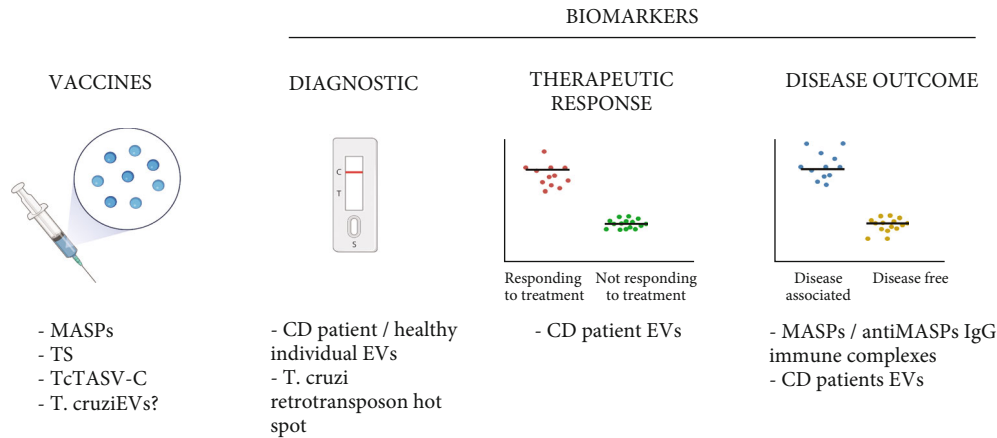 BIOMARKERS
VACCINES
DIAGNOSTIC
THERAPEUTIC
RESPONSE
DISEASE OUTCOME
C
T
S
Responding
to treatment
Not responding
to treatment
Disease
associated
Disease free
- MASPs
- TS
- TcTASV-C
- T. cruziEVs?
- CD patient / healthy
individual EVs
- T. cruzi
retrotransposon hot
spot
- CD patient EVs
- MASPs / antiMASPs IgG
immune complexes
- CD patients EVs